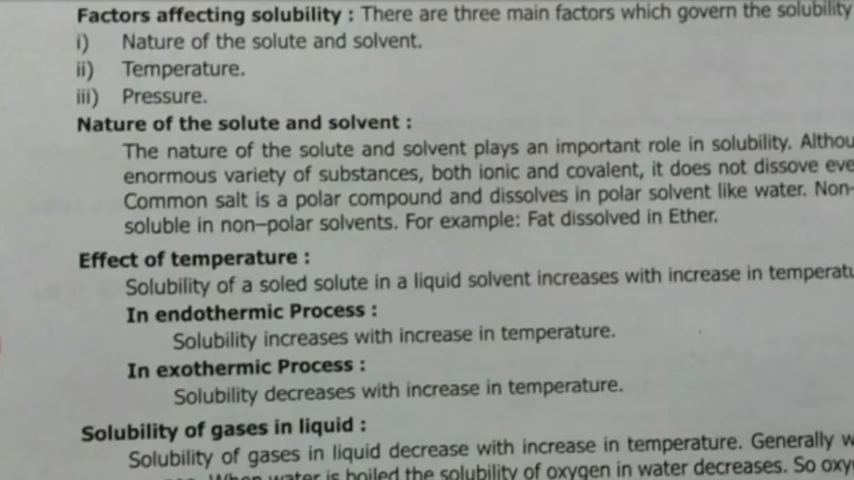 Factors affecting solubility : There are three main factors which govern the solubility
i) Nature of the solute and solvent.
ii) Temperature.
iii) Pressure.
Nature of the solute and solvent :
The nature of the solute and solvent plays an important role in solubility. Althou
enormous variety of substances, both ionic and covalent, it does not dissove eve
Common salt is a polar compound and dissolves in polar solvent like water. Non-
soluble in non-polar solvents. For example: Fat dissolved in Ether.
Effect of temperature :
Solubility of a soled solute in a liquid solvent increases with increase in temperatu
In endothermic Process :
Solubility increases with increase in temperature.
In exothermic Process :
Solubility decreases with increase in temperature.
Solubility of gases in liquid :
Solubility of gases in liquid decrease with increase in temperature. Generally w
When water is boiled the solubility of oxygen in water decreases. So oxy